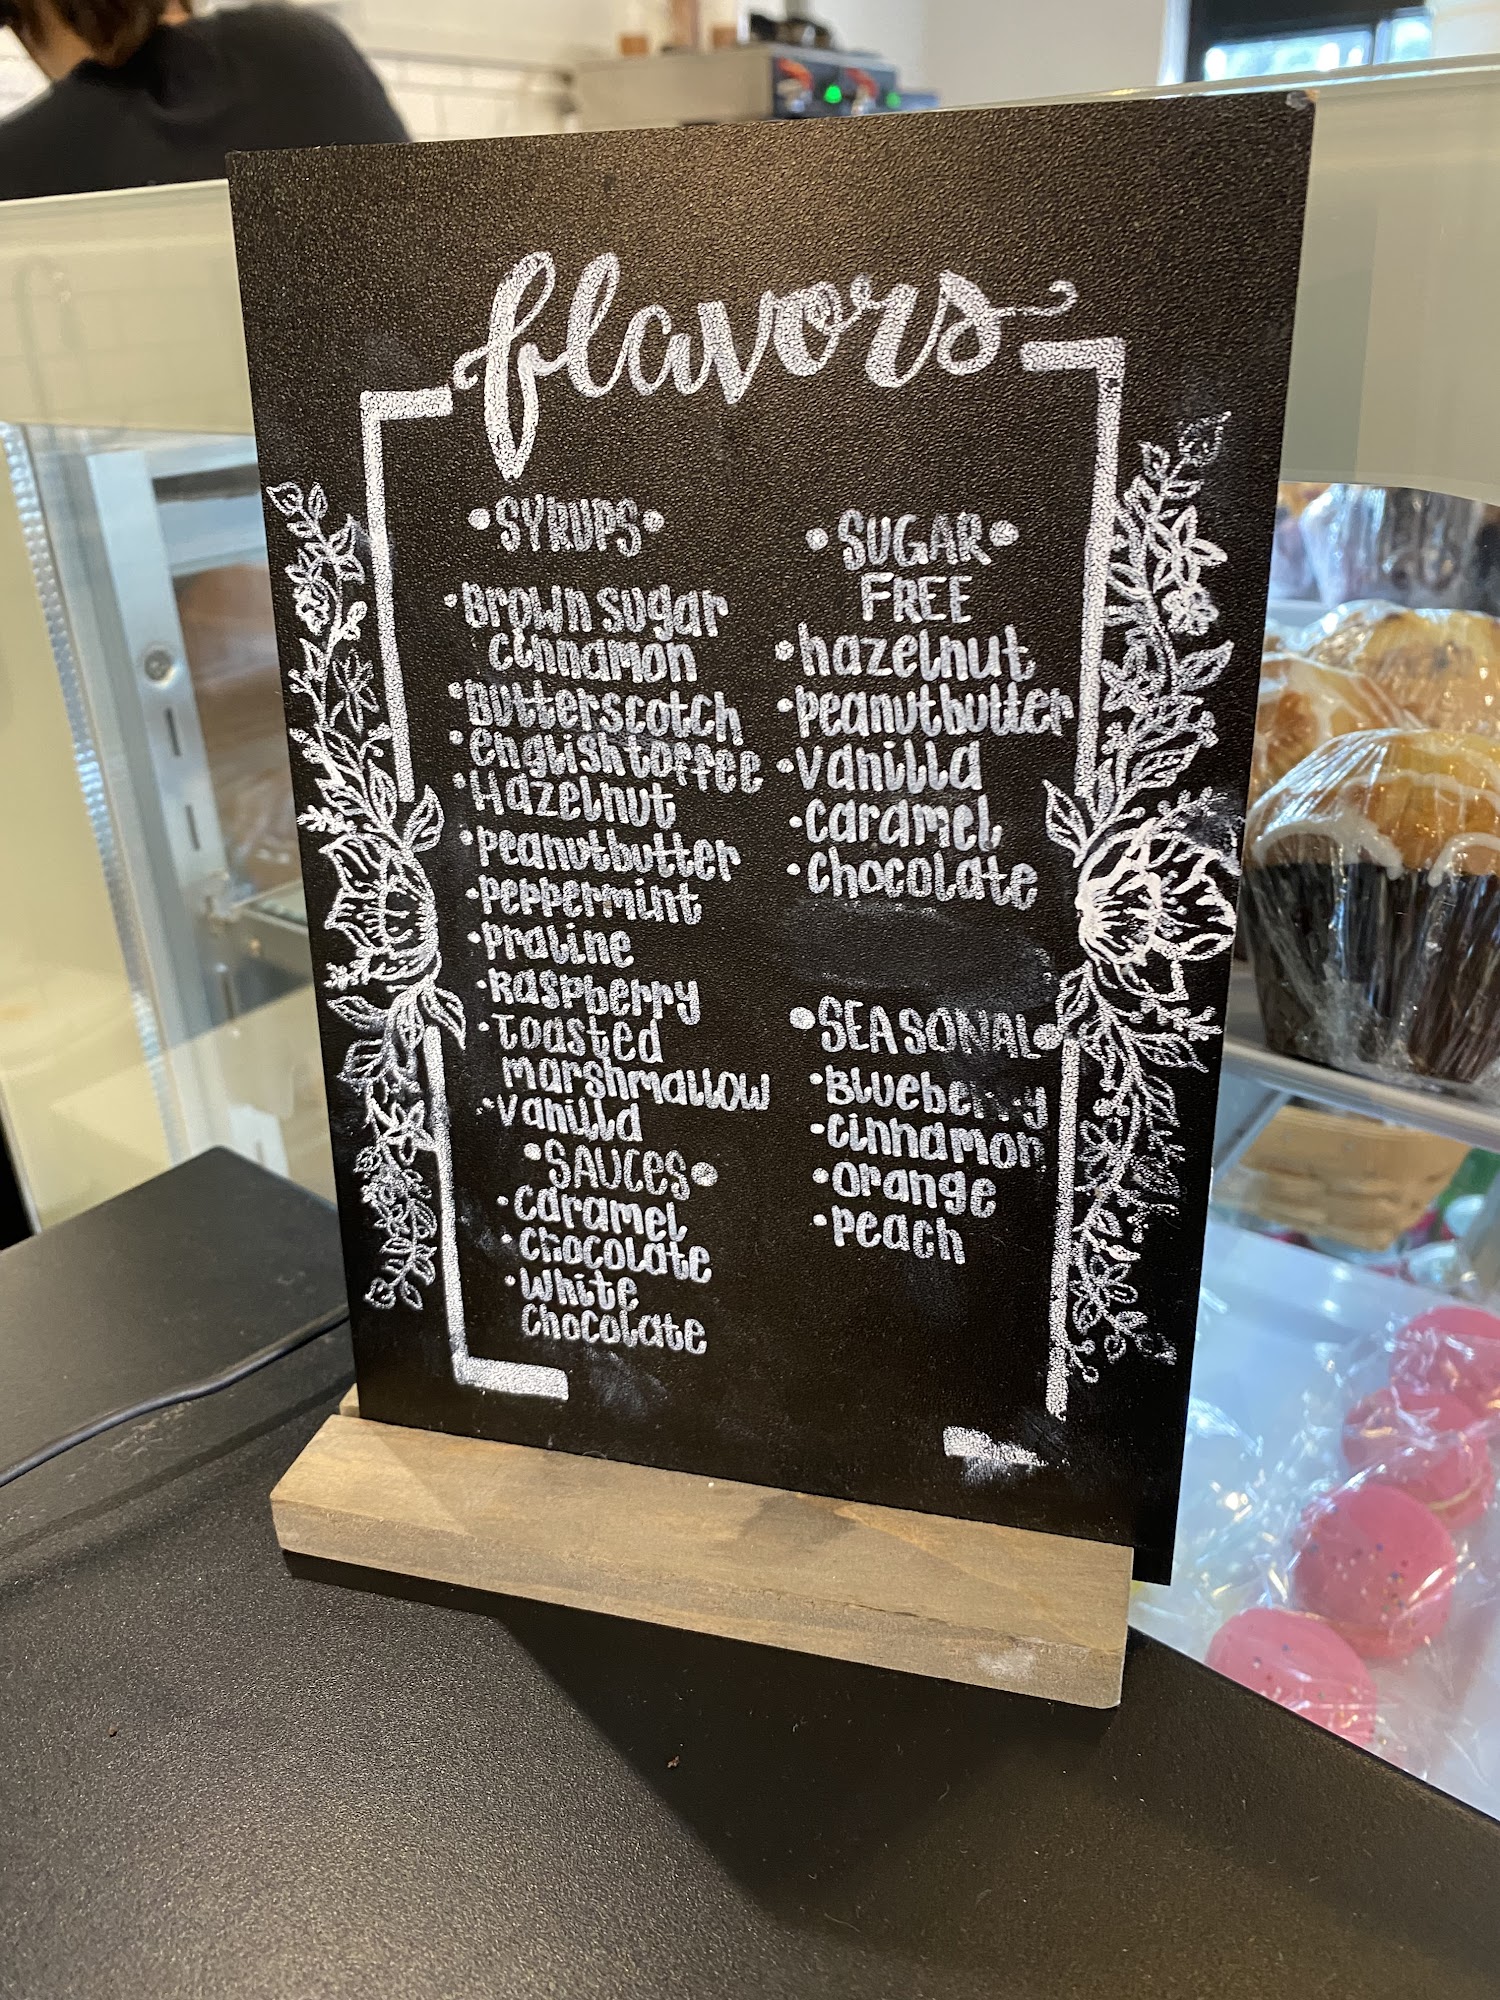 flavors
•SYRUPS•
•Brown sugar
cinnamon
•Butterscotch
•english toffee
•Hazelnut
•peanutbutter
•peppermint
•praline
•Raspberry
•Toasted
marshmallow
•vanilla
•SAUCES•
•caramel
•chocolate
•white
chocolate
•SUGAR•
FREE
•hazelnut
•peanutbutter
•vanilla
•caramel
•chocolate
•SEASONAL•
•Blueberry
•cinnamon
•orange
•peach